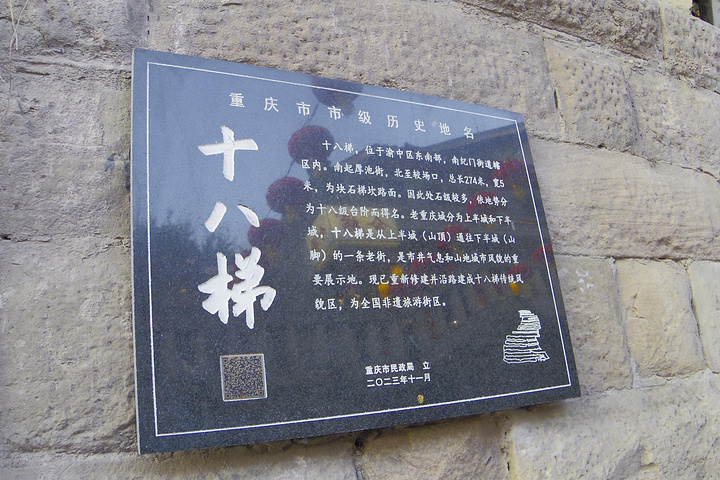 重庆市市级历史地名
十八梯
十八梯，位于渝中区东南部，南纪门街道辖
区内。南起厚池街，北至较场口，总长274米，宽5
米，为块石梯坎路面。因此处石级较多，依地势分
为十八级台阶而得名。老重庆城分为上半城和下半
城，十八梯是从上半城（山顶）通往下半城（山
脚）的一条老街，是市井气息和山地城市风貌的重
要展示地。现已重新修建并沿路建成十八梯传统风
貌区，为全国非遗旅游街区。
重庆市民政局 立
二〇二三年十一月